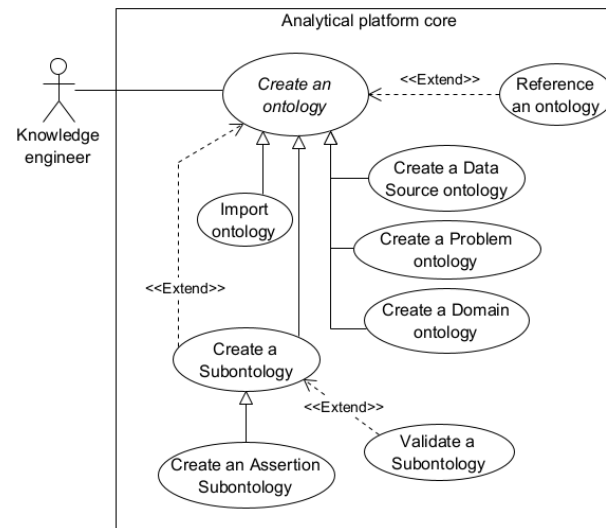 Analytical platform core
Create an
ontology
<<Extend>>
Reference
an ontology
Knowledge
engineer
Create a Data
Source ontology
Import
ontology
Create a Problem
ontology
<<Extend>>
Create a Domain
ontology
Create a
Subontology
<<Extend>>
Validate a
Subontology
Create an Assertion
Subontology